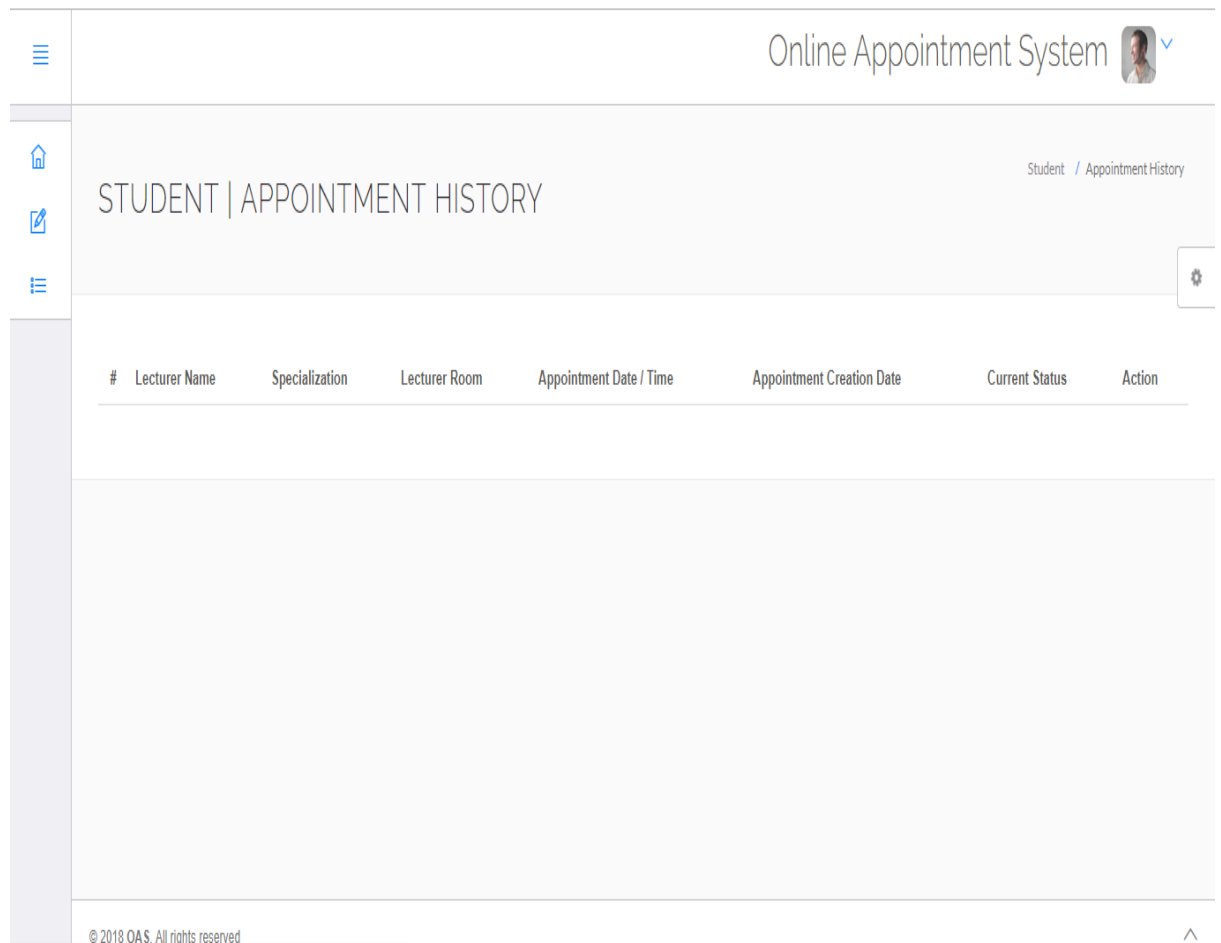 Online Appointment System
Student / Appointment History
STUDENT | APPOINTMENT HISTORY
# Lecturer Name Specialization Lecturer Room Appointment Date / Time Appointment Creation Date Current Status Action
© 2018 OAS. All rights reserved